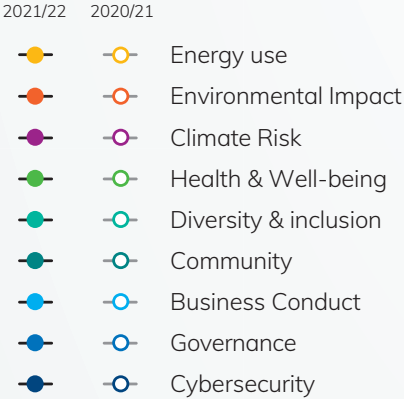 2021/22 2020/21
Energy use
Environmental Impact
Climate Risk
Health & Well-being
Diversity & inclusion
Community
Business Conduct
Governance
Cybersecurity